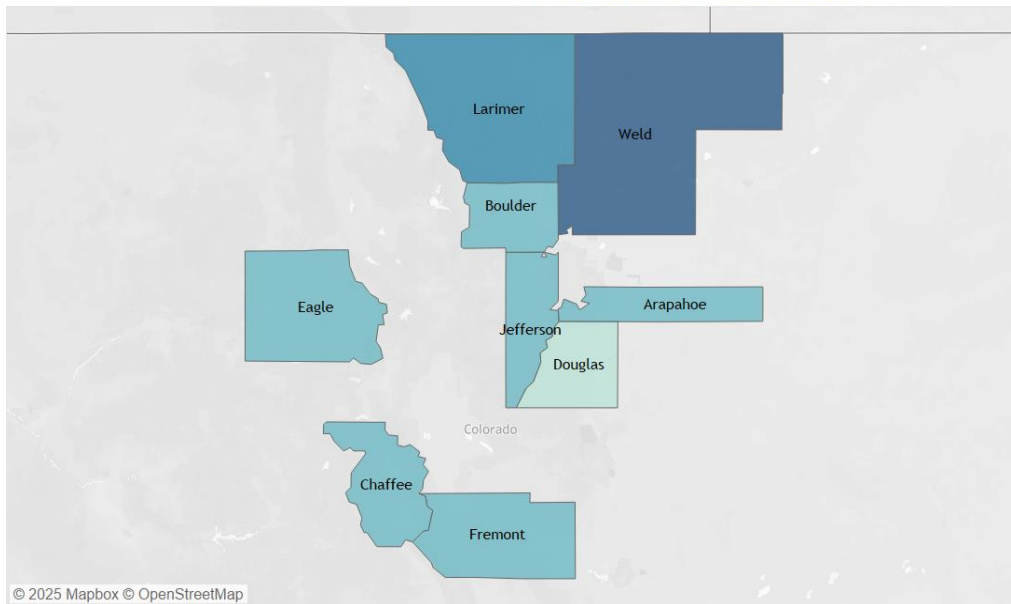 Larimer
Weld
Boulder
Eagle
Arapahoe
Jefferson
Douglas
Colorado
Chaffee
Fremont
© 2025 Mapbox © OpenStreetMap